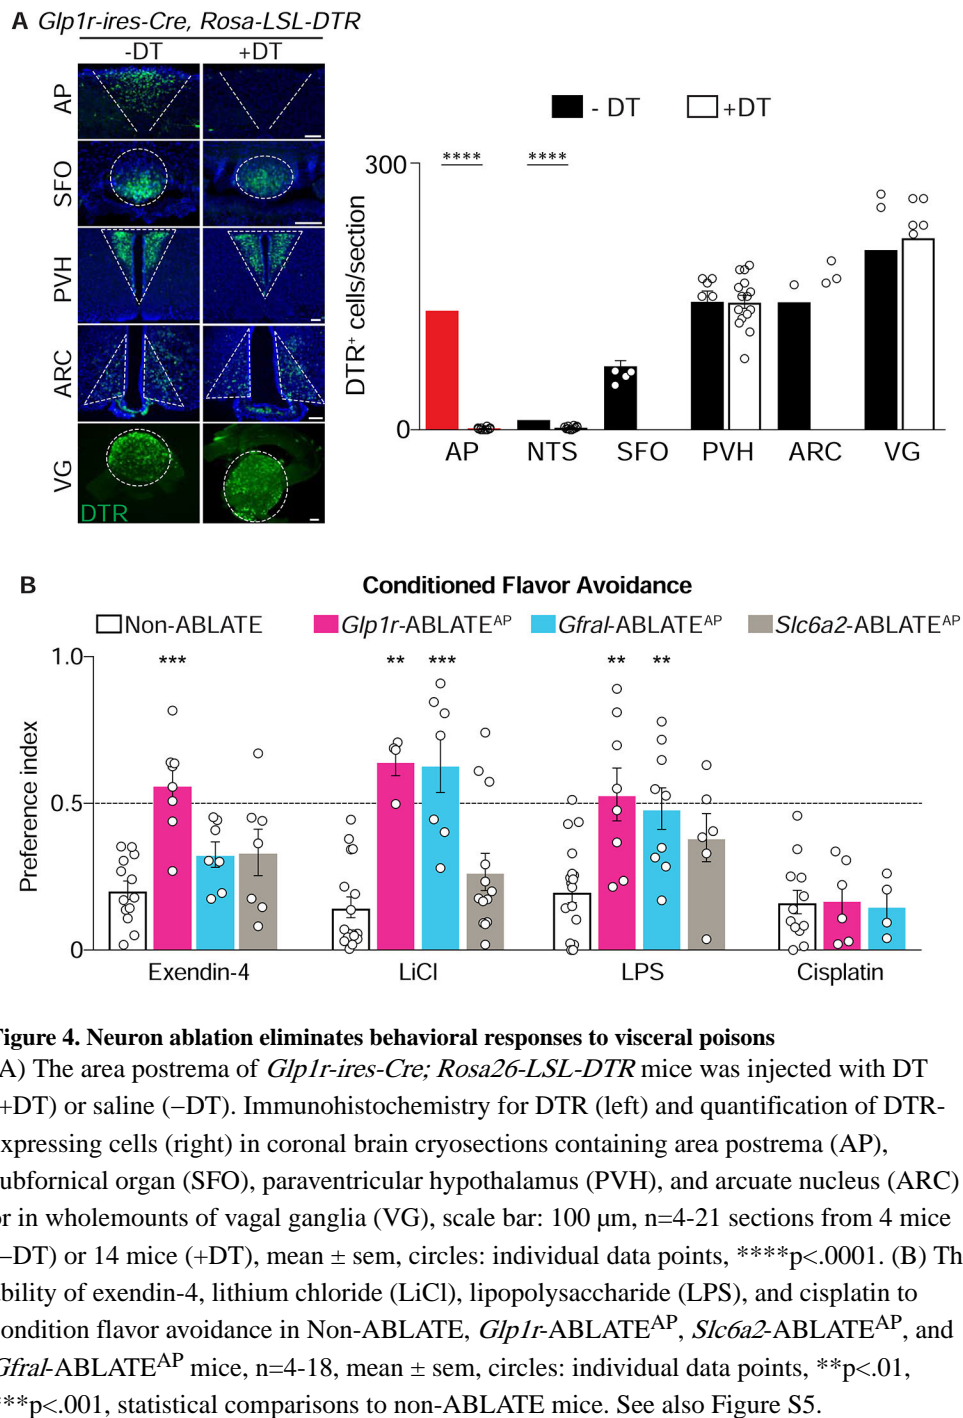 A Glp1r-ires-Cre, Rosa-LSL-DTR
-DT +DT
AP
SFO
PVH
ARC
VG
DTR
- DT +DT
DTR+ cells/section
300
0
**** ****
AP NTS SFO PVH ARC VG
B Conditioned Flavor Avoidance
Non-ABLATE Glp1r-ABLATEAP Gfral-ABLATEAP Slc6a2-ABLATEAP
Preference index
1.0
0.5
0
*** ** *** ** **
Exendin-4 LiCl LPS Cisplatin
Figure 4. Neuron ablation eliminates behavioral responses to visceral poisons
A) The area postrema of Glp1r-ires-Cre; Rosa26-LSL-DTR mice was injected with DT
+DT) or saline (–DT). Immunohistochemistry for DTR (left) and quantification of DTR-
expressing cells (right) in coronal brain cryosections containing area postrema (AP),
subfornical organ (SFO), paraventricular hypothalamus (PVH), and arcuate nucleus (ARC)
or in wholemounts of vagal ganglia (VG), scale bar: 100 μm, n=4-21 sections from 4 mice
–DT) or 14 mice (+DT), mean ± sem, circles: individual data points, ****p<.0001. (B) Th
ability of exendin-4, lithium chloride (LiCl), lipopolysaccharide (LPS), and cisplatin to
condition flavor avoidance in Non-ABLATE, Glp1r-ABLATEAP, Slc6a2-ABLATEAP, and
Gfral-ABLATEAP mice, n=4-18, mean ± sem, circles: individual data points, **p<.01,
***p<.001, statistical comparisons to non-ABLATE mice. See also Figure S5.